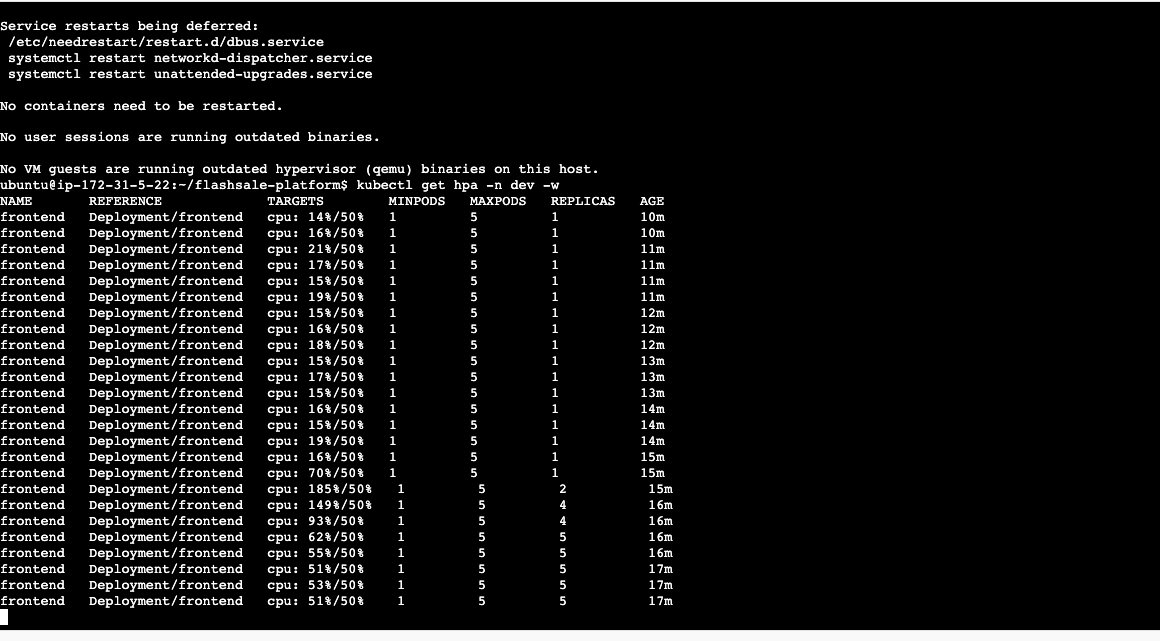 Service restarts being deferred:
/etc/needrestart/restart.d/dbus.service
systemctl restart networkd-dispatcher.service
systemctl restart unattended-upgrades.service
No containers need to be restarted.
No user sessions are running outdated binaries.
No VM guests are running outdated hypervisor (qemu) binaries on this host.
ubuntu@ip-172-31-5-22:~/flashsale-platform$ kubectl get hpa -n dev -w
NAME REFERENCE TARGETS MINPODS MAXPODS REPLICAS AGE
frontend Deployment/frontend cpu: 14%/50% 1 5 1 10m
frontend Deployment/frontend cpu: 16%/50% 1 5 1 10m
frontend Deployment/frontend cpu: 21%/50% 1 5 1 11m
frontend Deployment/frontend cpu: 17%/50% 1 5 1 11m
frontend Deployment/frontend cpu: 15%/50% 1 5 1 11m
frontend Deployment/frontend cpu: 19%/50% 1 5 1 11m
frontend Deployment/frontend cpu: 15%/50% 1 5 1 12m
frontend Deployment/frontend cpu: 16%/50% 1 5 1 12m
frontend Deployment/frontend cpu: 18%/50% 1 5 1 12m
frontend Deployment/frontend cpu: 15%/50% 1 5 1 13m
frontend Deployment/frontend cpu: 17%/50% 1 5 1 13m
frontend Deployment/frontend cpu: 15%/50% 1 5 1 13m
frontend Deployment/frontend cpu: 16%/50% 1 5 1 14m
frontend Deployment/frontend cpu: 15%/50% 1 5 1 14m
frontend Deployment/frontend cpu: 19%/50% 1 5 1 14m
frontend Deployment/frontend cpu: 16%/50% 1 5 1 15m
frontend Deployment/frontend cpu: 70%/50% 1 5 1 15m
frontend Deployment/frontend cpu: 185%/50% 1 5 2 15m
frontend Deployment/frontend cpu: 149%/50% 1 5 4 16m
frontend Deployment/frontend cpu: 93%/50% 1 5 4 16m
frontend Deployment/frontend cpu: 62%/50% 1 5 5 16m
frontend Deployment/frontend cpu: 55%/50% 1 5 5 16m
frontend Deployment/frontend cpu: 51%/50% 1 5 5 17m
frontend Deployment/frontend cpu: 53%/50% 1 5 5 17m
frontend Deployment/frontend cpu: 51%/50% 1 5 5 17m